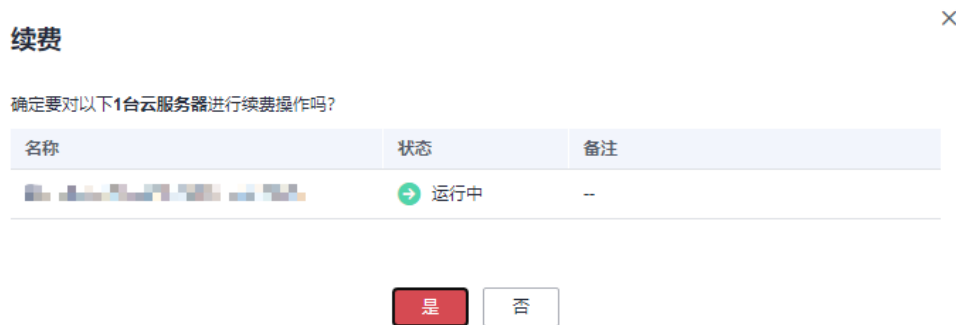 续费
确定要对以下1台云服务器进行续费操作吗?
名称 状态 备注
运行中 --
是 否